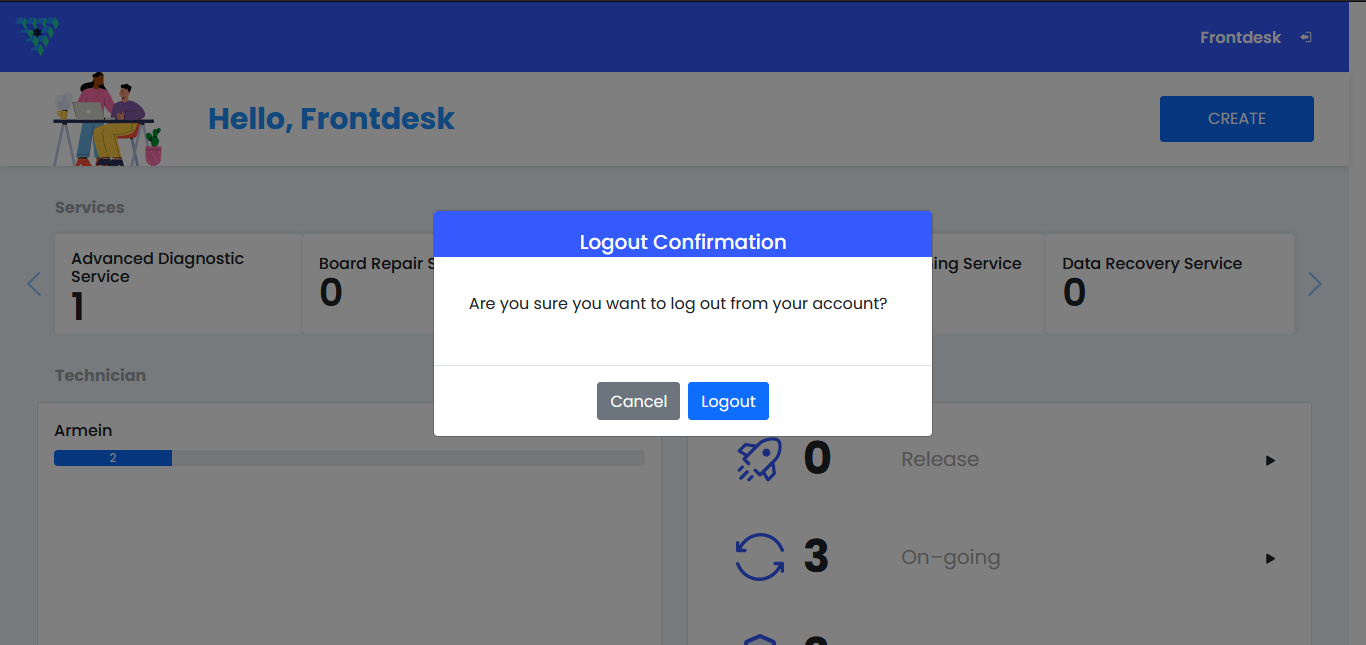 Frontdesk
Hello, Frontdesk
CREATE
Services
Advanced Diagnostic
Service
1
Board Repair S
0
ing Service
Data Recovery Service
0
Logout Confirmation
Are you sure you want to log out from your account?
Cancel
Logout
Technician
Armein
2
0
Release
3
On-going